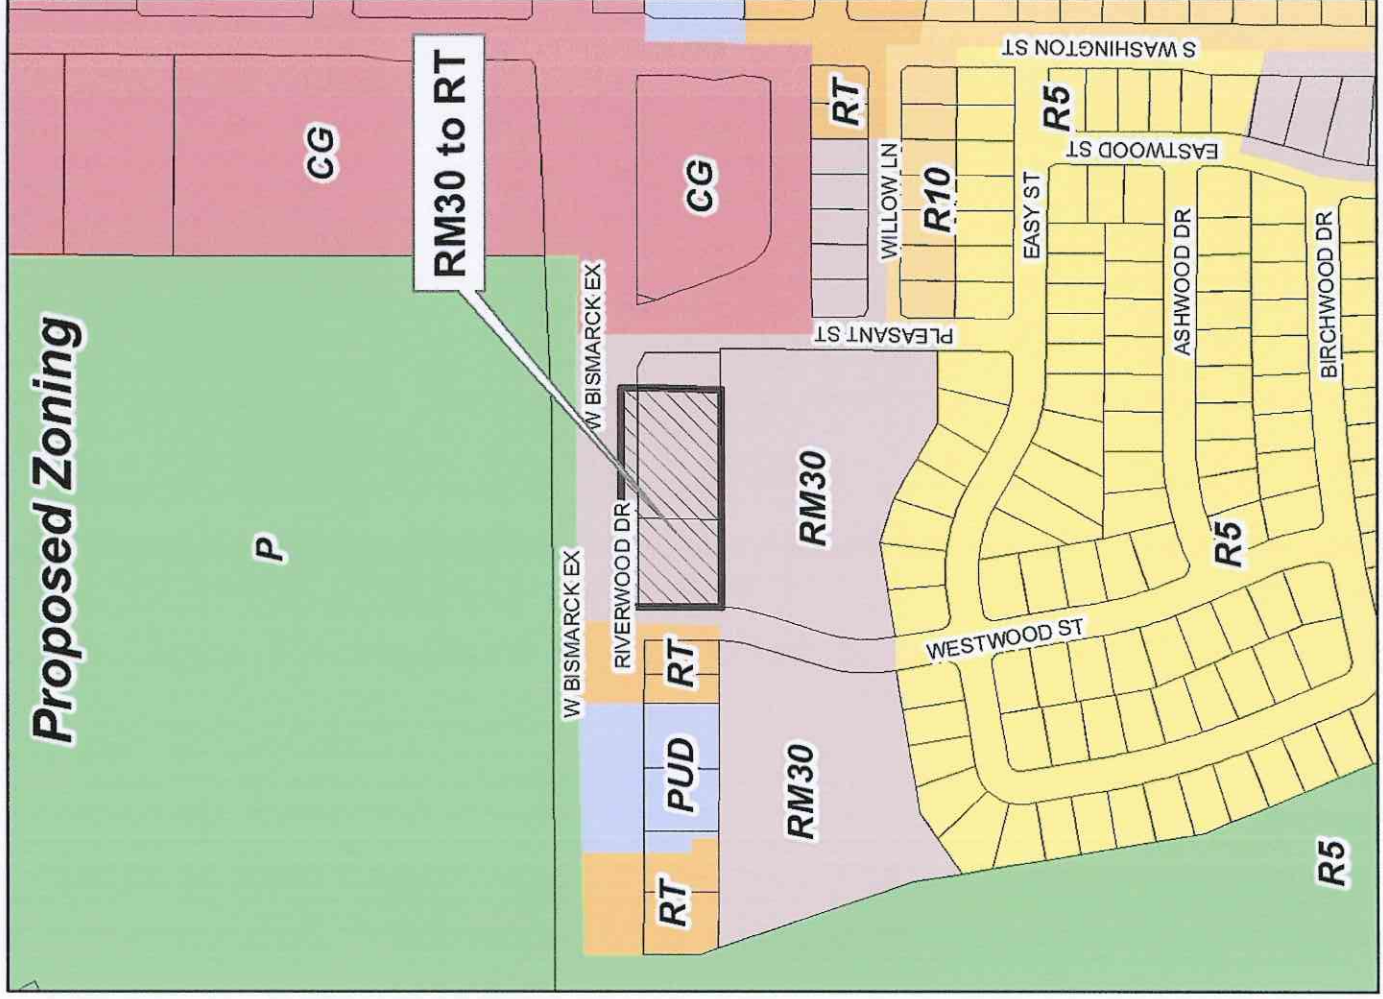 Proposed Zoning
P
RM30 to RT
CG
CG
W BISMARCK EX
W BISMARCK EX
RIVERWOOD DR
RT
PUD
RT
RM30
RM30
PLEASANT ST
WILLOW LN
RT
R10
EASY ST
S WASHINGTON ST
R5
EASTWOOD ST
ASHWOOD DR
BIRCHWOOD DR
WESTWOOD ST
R5
R5